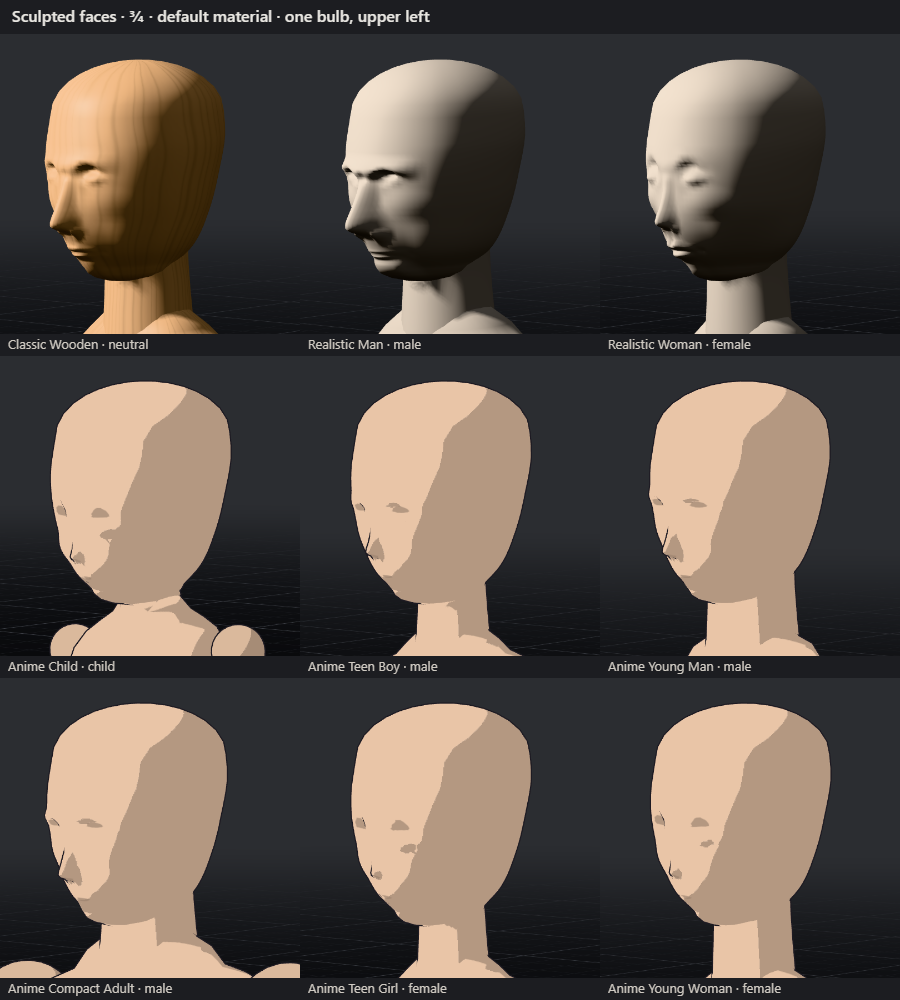 Sculpted faces · ¾ · default material · one bulb, upper left
Classic Wooden · neutral
Realistic Man · male
Realistic Woman · female
Anime Child · child
Anime Teen Boy · male
Anime Young Man · male
Anime Compact Adult · male
Anime Teen Girl · female
Anime Young Woman · female